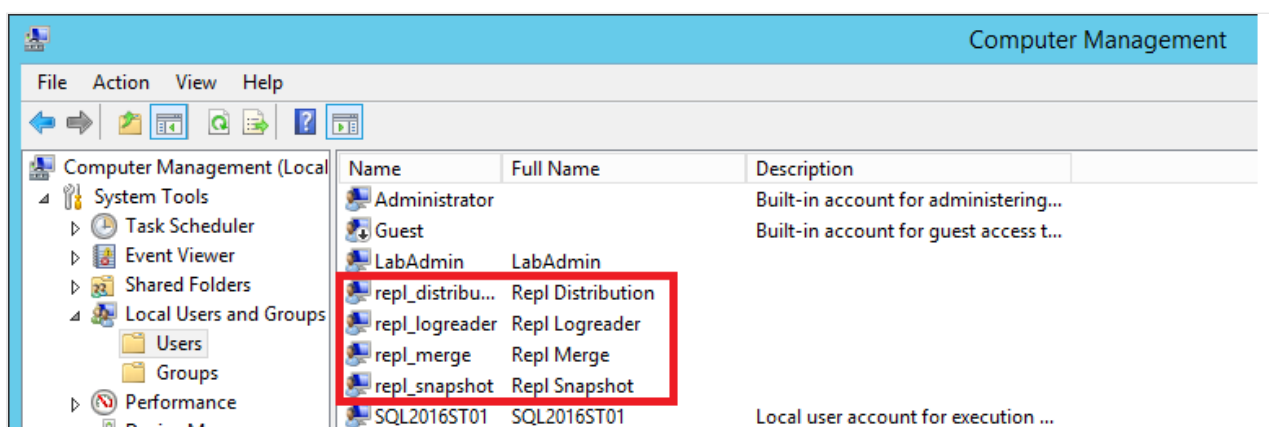 Computer Management
File Action View Help
Computer Management (Local
System Tools
Task Scheduler
Event Viewer
Shared Folders
Local Users and Groups
Users
Groups
Performance
Name Full Name Description
Administrator Built-in account for administering...
Guest Built-in account for guest access t...
LabAdmin LabAdmin
repl_distribu... Repl Distribution
repl_logreader Repl Logreader
repl_merge Repl Merge
repl_snapshot Repl Snapshot
SQL2016ST01 SQL2016ST01 Local user account for execution ...